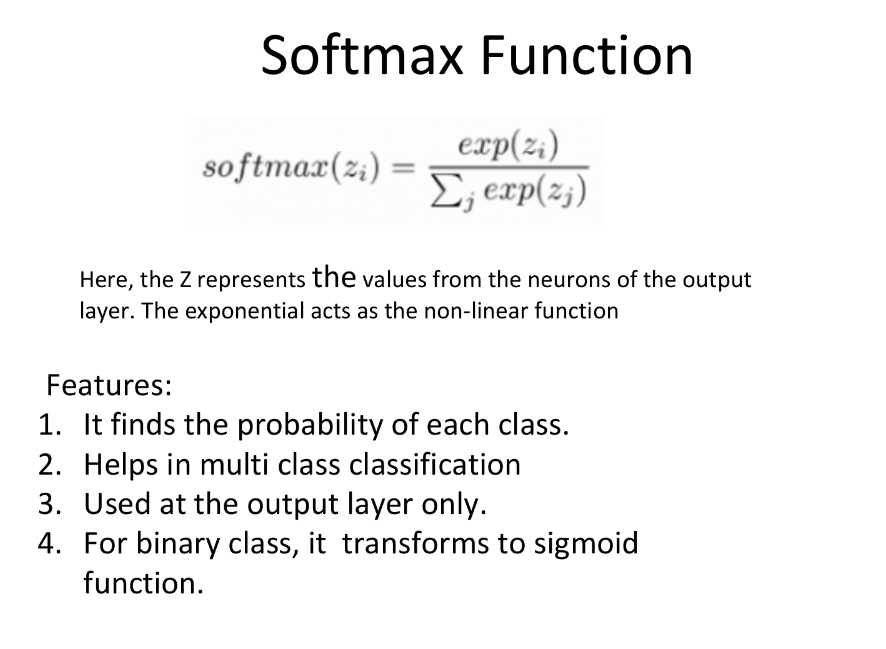 Softmax Function
softmax(z_i) = exp(z_i) / ∑_j exp(z_j)
Here, the Z represents the values from the neurons of the output
layer. The exponential acts as the non-linear function
Features:
1. It finds the probability of each class.
2. Helps in multi class classification
3. Used at the output layer only.
4. For binary class, it  transforms to sigmoid
function.